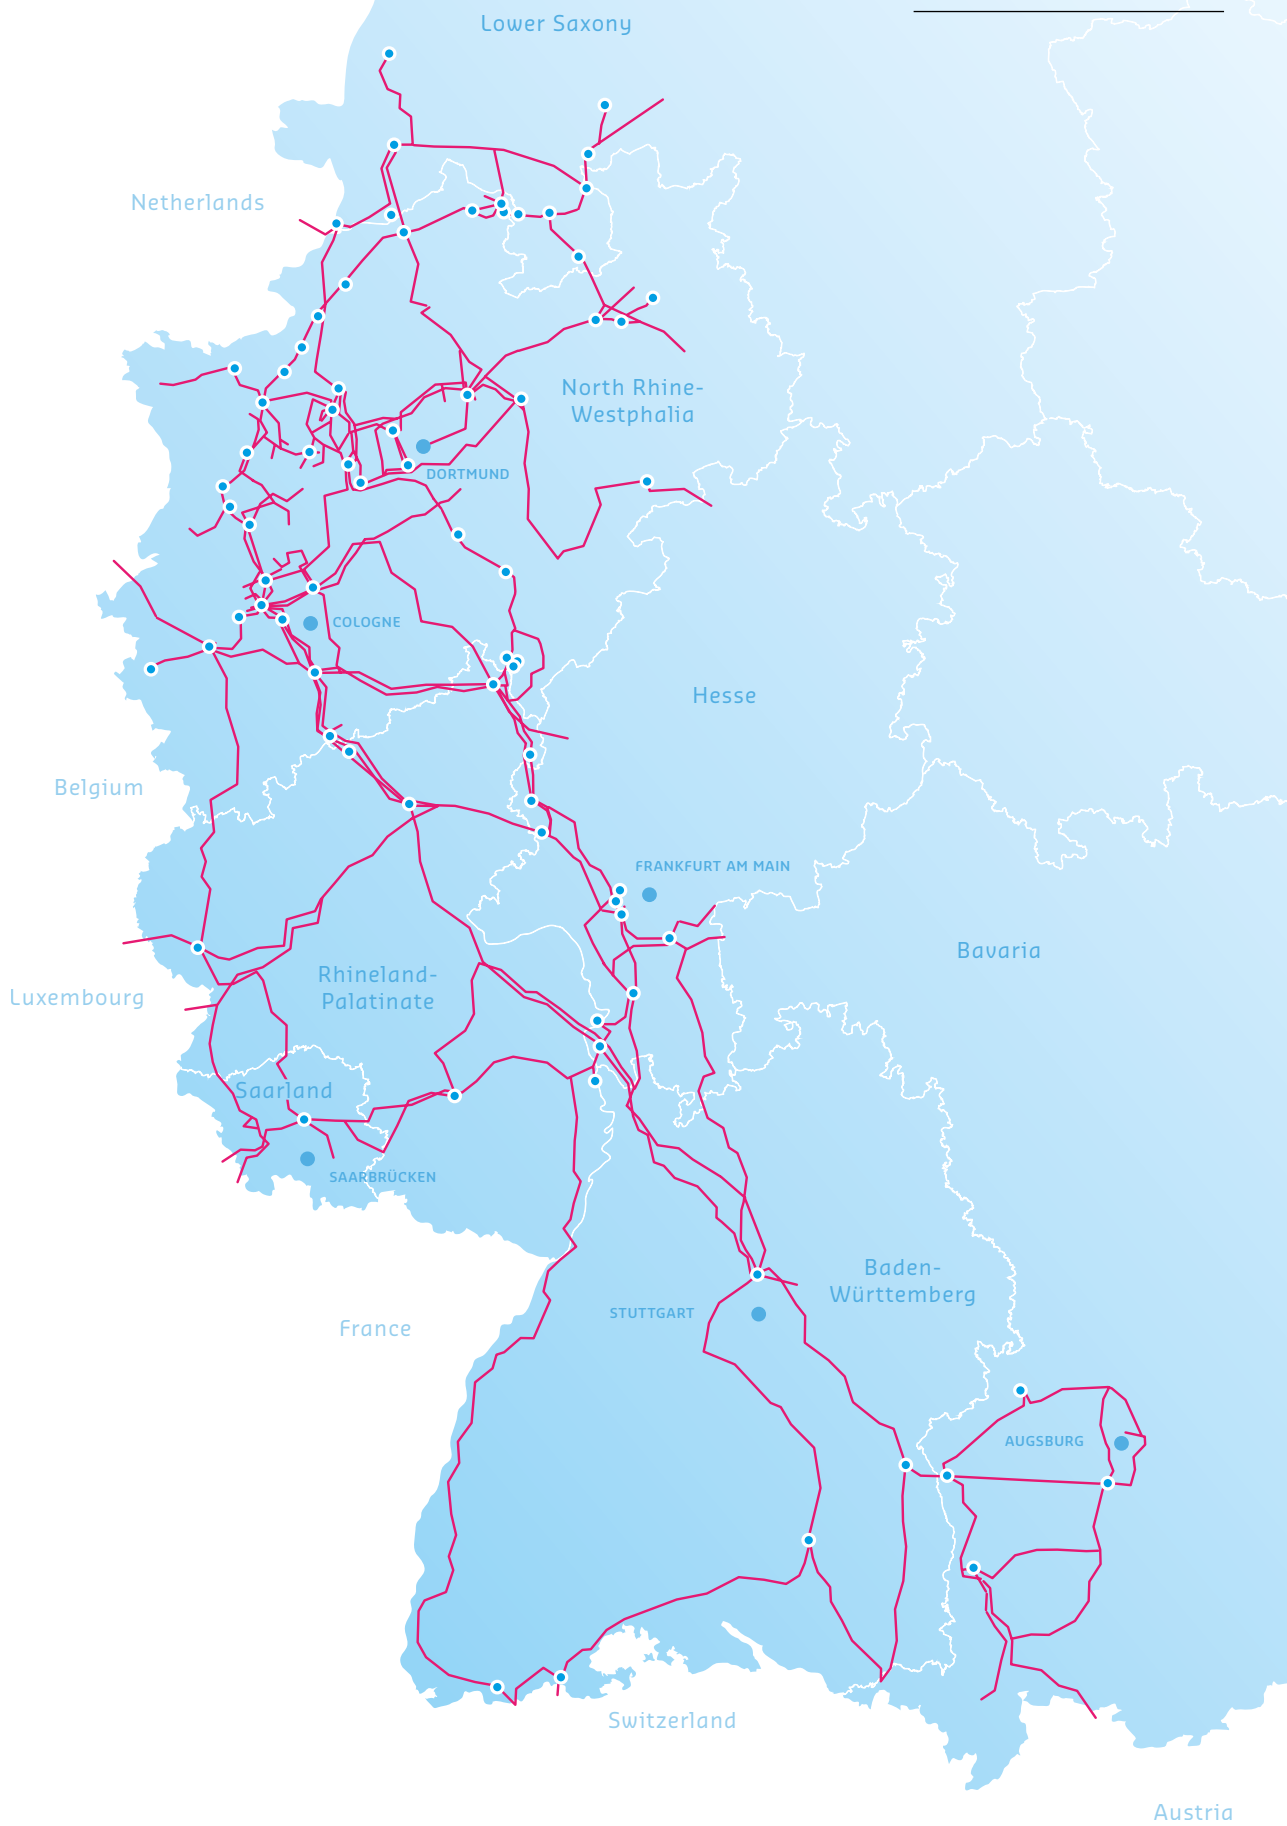 Lower Saxony
Netherlands
North Rhine-
Westphalia
DORTMUND
COLOGNE
Hesse
Belgium
FRANKFURT AM MAIN
Bavaria
Rhineland-
Palatinate
Luxembourg
Saarland
SAARBRÜCKEN
Baden-
Württemberg
STUTTGART
France
AUGSBURG
Switzerland
Austria